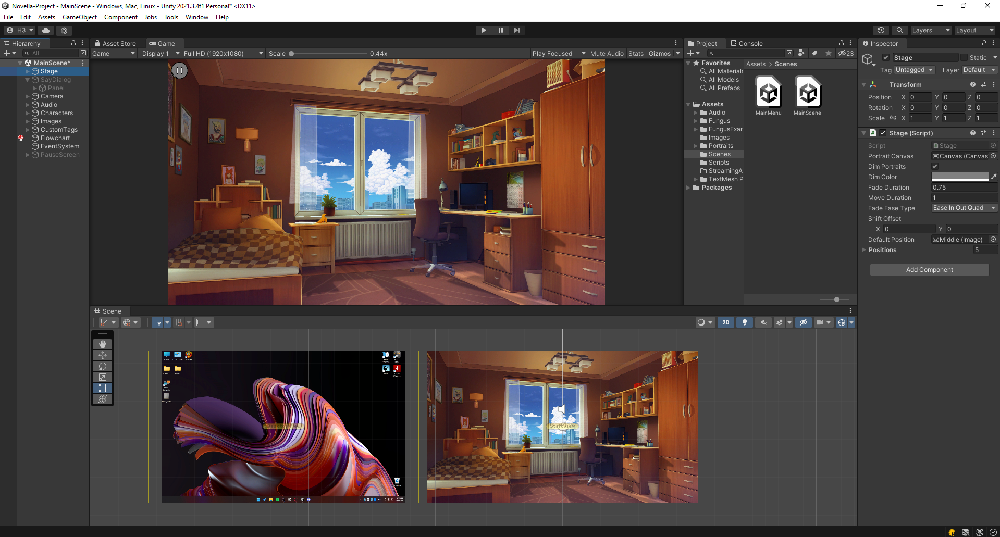 Novella-Project - MainScene - Windows, Mac, Linux - Unity 2021.3.4f1 Personal* <DX11>
File Edit Assets GameObject Component Jobs Tools Window Help
H3
Layers
Layout
Hierarchy
All
MainScene*
Stage
SayDialog
Panel
Camera
Audio
Characters
Images
CustomTags
Flowchart
EventSystem
PauseScreen
Asset Store
Game
Game
Display 1
Full HD (1920x1080)
Scale
0.44x
Play Focused
Mute Audio
Stats
Gizmos
Project
Console
23
Favorites
All Materials
All Models
All Prefabs
Assets
Audio
Fungus
FungusExar
Images
Portraits
Scenes
Scripts
StreamingA
TextMesh P
Packages
Assets > Scenes
MainMenu
MainScene
Inspector
Stage
Static
Tag Untagged
Layer Default
Transform
Position X 0 Y 0 Z 0
Rotation X 0 Y 0 Z 0
Scale X 1 Y 1 Z 1
Stage (Script)
Script Stage
Portrait Canvas Canvas (Canvas)
Dim Portraits
Dim Color
Fade Duration 0.75
Move Duration 1
Fade Ease Type Ease In Out Quad
Shift Offset
X 0 Y 0
Default Position Middle (Image)
Positions 5
Add Component
Scene
2D
StartView